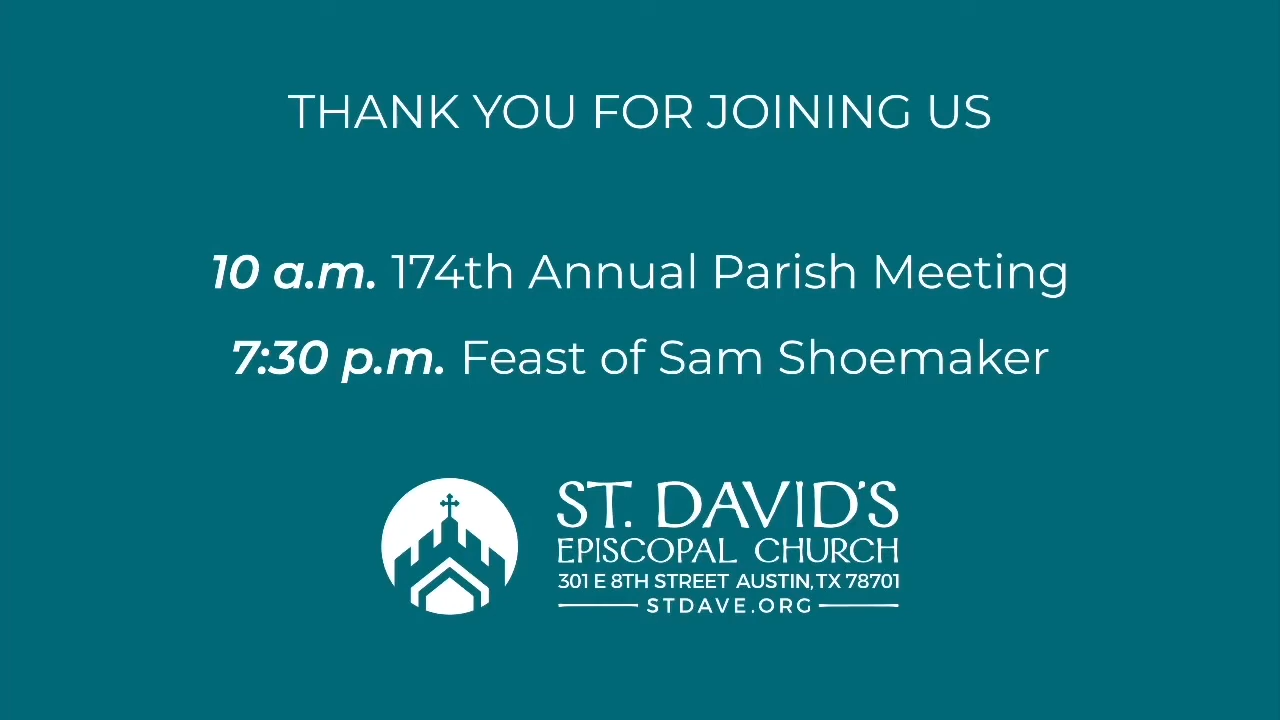 THANK YOU FOR JOINING US
10 a.m. 174th Annual Parish Meeting
7:30 p.m. Feast of Sam Shoemaker
ST. DAVID'S
EPISCOPAL CHURCH
301 E 8TH STREET AUSTIN, TX 78701
STDAVE.ORG